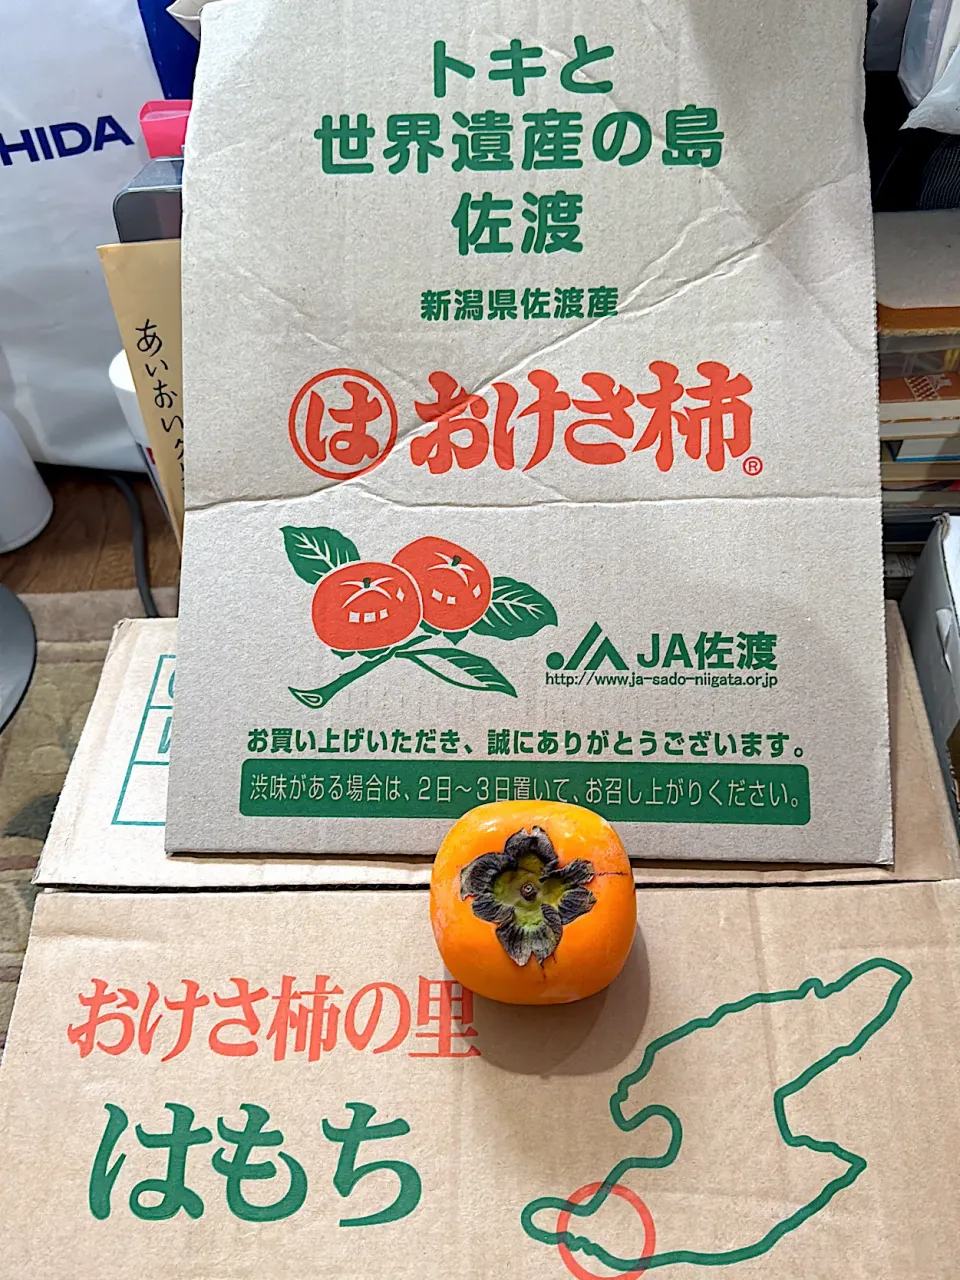 トキと
世界遺産の島
佐渡
新潟県佐渡産
は おけさ柿®
JA佐渡
http://www.ja-sado-niigata.or.jp
お買い上げいただき、誠にありがとうございます。
渋味がある場合は、2日～3日置いて、お召し上がりください。
おけさ柿の里
はもち
HIDA
あいおい